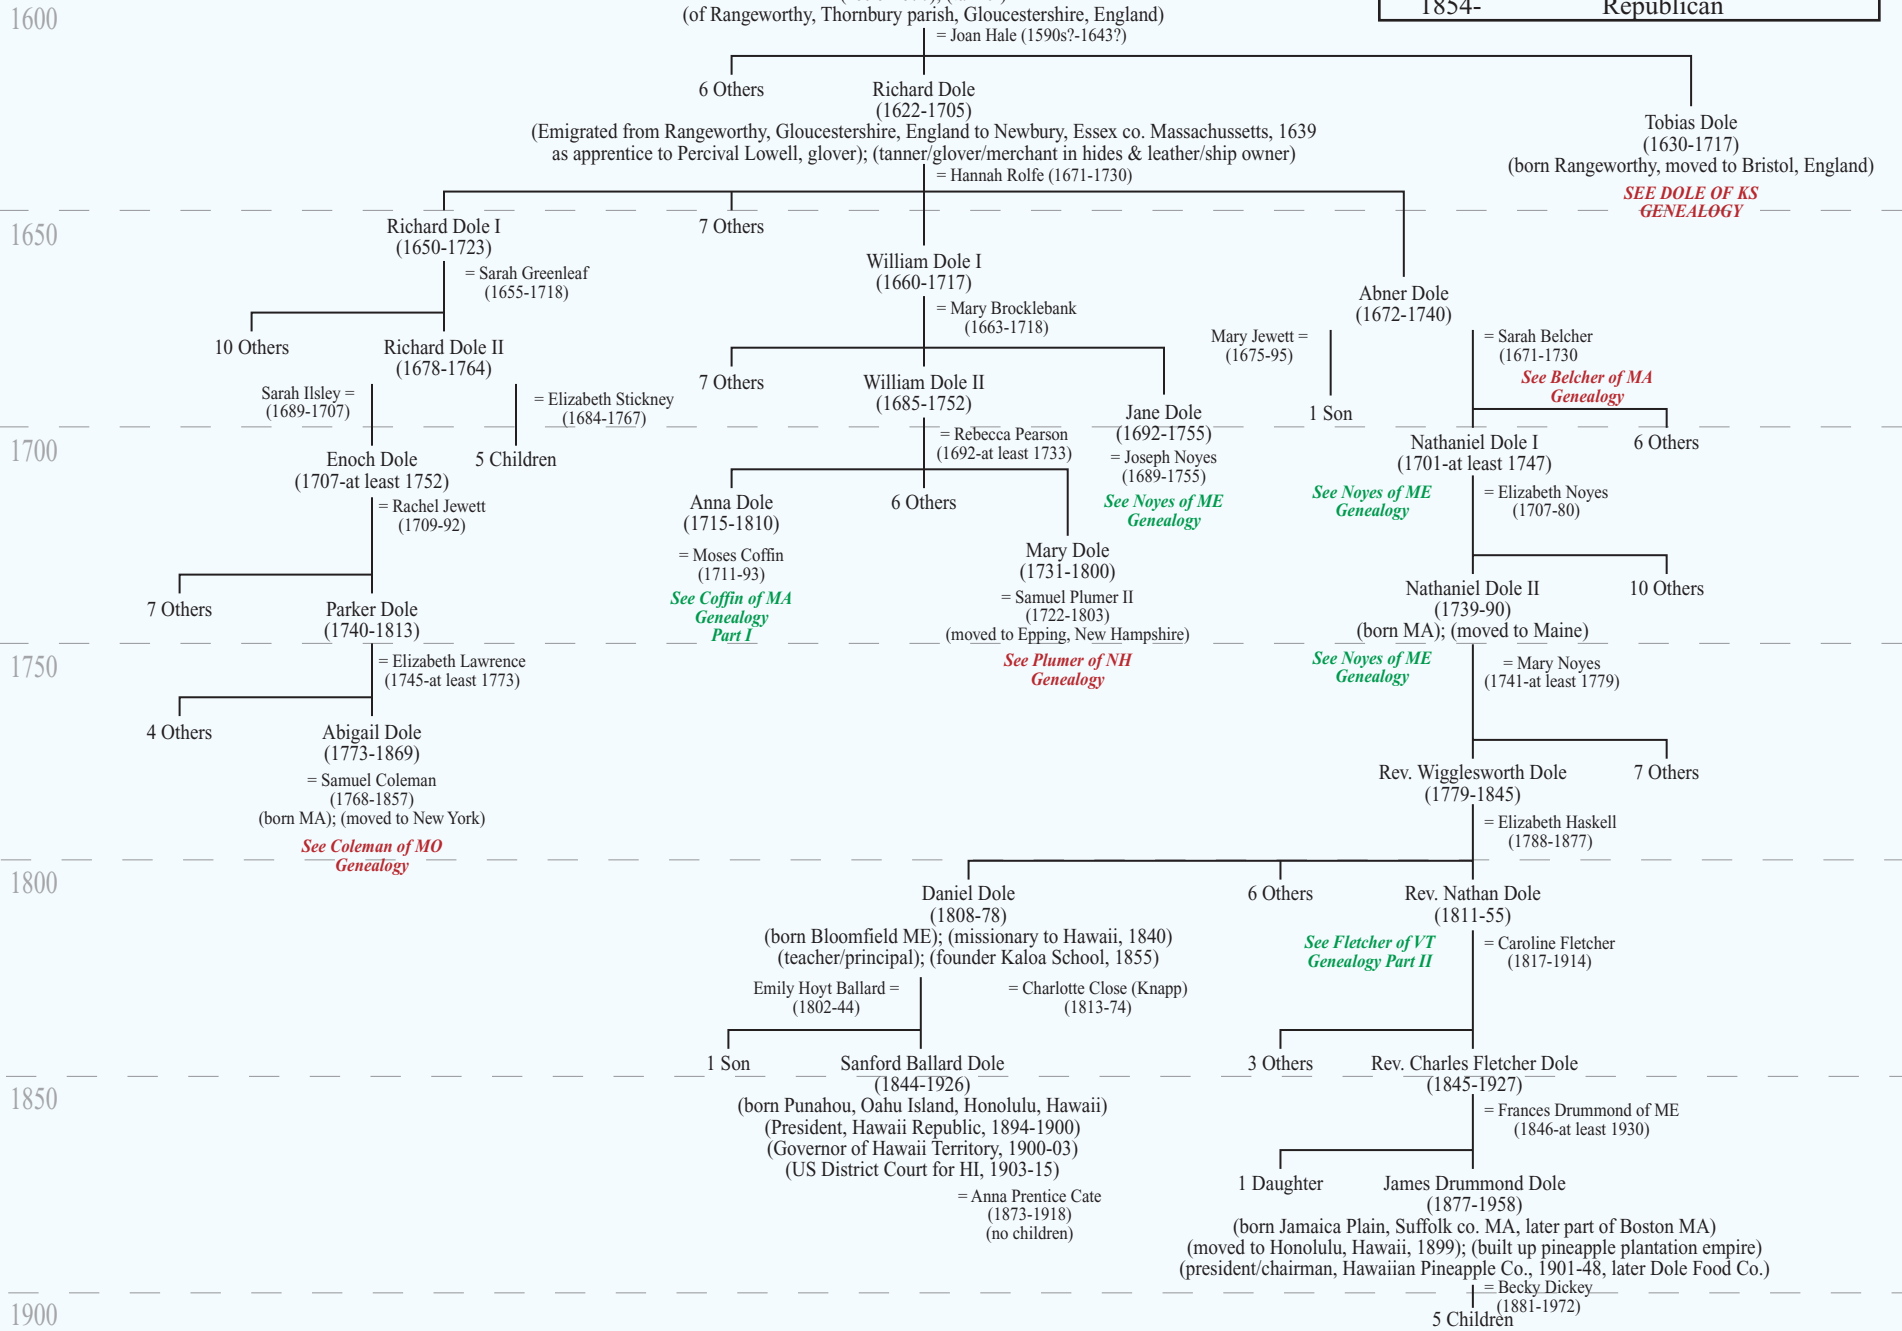 1600
(of Rangeworthy, Thornbury parish, Gloucestershire, England)
= Joan Hale (1590s?-1643?)
1854- Republican
6 Others
Richard Dole
(1622-1705)
(Emigrated from Rangeworthy, Gloucestershire, England to Newbury, Essex co. Massachussetts, 1639
as apprentice to Percival Lowell, glover); (tanner/glover/merchant in hides & leather/ship owner)
= Hannah Rolfe (1671-1730)
Tobias Dole
(1630-1717)
(born Rangeworthy, moved to Bristol, England)
SEE DOLE OF KS
GENEALOGY
1650
Richard Dole I
(1650-1723)
= Sarah Greenleaf
(1655-1718)
7 Others
William Dole I
(1660-1717)
= Mary Brocklebank
(1663-1718)
Abner Dole
(1672-1740)
Mary Jewett =
(1675-95)
= Sarah Belcher
(1671-1730
See Belcher of MA
Genealogy
10 Others
Richard Dole II
(1678-1764)
Sarah Ilsley =
(1689-1707)
= Elizabeth Stickney
(1684-1767)
7 Others
William Dole II
(1685-1752)
Jane Dole
(1692-1755)
= Joseph Noyes
(1689-1755)
See Noyes of ME
Genealogy
1 Son
1700
Enoch Dole
(1707-at least 1752)
= Rachel Jewett
(1709-92)
5 Children
= Rebecca Pearson
(1692-at least 1733)
Nathaniel Dole I
(1701-at least 1747)
6 Others
See Noyes of ME
Genealogy
= Elizabeth Noyes
(1707-80)
Anna Dole
(1715-1810)
= Moses Coffin
(1711-93)
See Coffin of MA
Genealogy
Part I
6 Others
Mary Dole
(1731-1800)
= Samuel Plumer II
(1722-1803)
(moved to Epping, New Hampshire)
See Plumer of NH
Genealogy
7 Others
Parker Dole
(1740-1813)
Nathaniel Dole II
(1739-90)
(born MA); (moved to Maine)
10 Others
1750
= Elizabeth Lawrence
(1745-at least 1773)
See Noyes of ME
Genealogy
= Mary Noyes
(1741-at least 1779)
4 Others
Abigail Dole
(1773-1869)
= Samuel Coleman
(1768-1857)
(born MA); (moved to New York)
See Coleman of MO
Genealogy
Rev. Wigglesworth Dole
(1779-1845)
7 Others
= Elizabeth Haskell
(1788-1877)
1800
Daniel Dole
(1808-78)
(born Bloomfield ME); (missionary to Hawaii, 1840)
(teacher/principal); (founder Kaloa School, 1855)
6 Others
Rev. Nathan Dole
(1811-55)
See Fletcher of VT
Genealogy Part II
= Caroline Fletcher
(1817-1914)
Emily Hoyt Ballard =
(1802-44)
= Charlotte Close (Knapp)
(1813-74)
1 Son
Sanford Ballard Dole
(1844-1926)
(born Punahou, Oahu Island, Honolulu, Hawaii)
(President, Hawaii Republic, 1894-1900)
(Governor of Hawaii Territory, 1900-03)
(US District Court for HI, 1903-15)
= Anna Prentice Cate
(1873-1918)
(no children)
3 Others
Rev. Charles Fletcher Dole
(1845-1927)
1850
= Frances Drummond of ME
(1846-at least 1930)
1 Daughter
James Drummond Dole
(1877-1958)
(born Jamaica Plain, Suffolk co. MA, later part of Boston MA)
(moved to Honolulu, Hawaii, 1899); (built up pineapple plantation empire)
(president/chairman, Hawaiian Pineapple Co., 1901-48, later Dole Food Co.)
= Becky Dickey
(1881-1972)
1900
5 Children